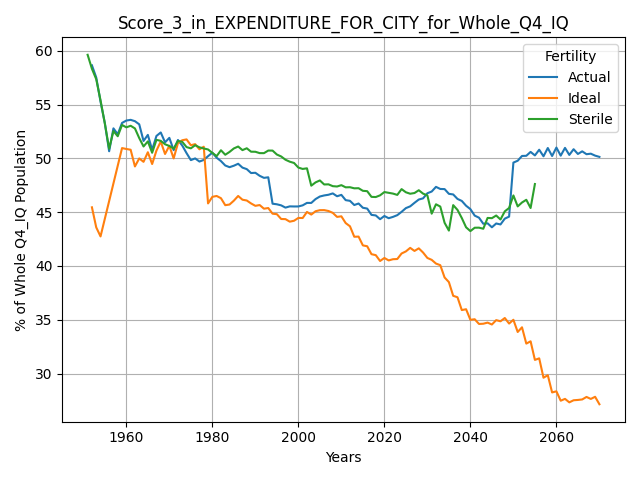 Score_3_in_EXPENDITURE_FOR_CITY_for_Whole_Q4_IQ
% of Whole Q4_IQ Population
60
55
50
45
40
35
30
Fertility
Actual
Ideal
Sterile
1960 1980 2000 2020 2040 2060
Years